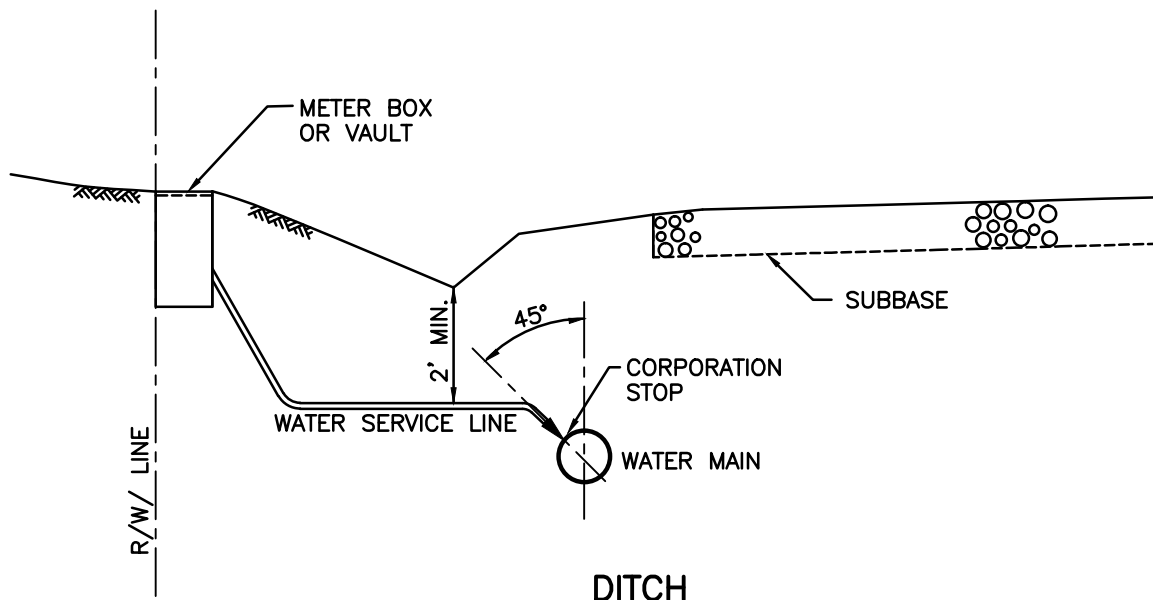 METER BOX
OR VAULT
45°
2' MIN.
SUBBASE
CORPORATION
STOP
WATER SERVICE LINE
WATER MAIN
R/W/ LINE
DITCH